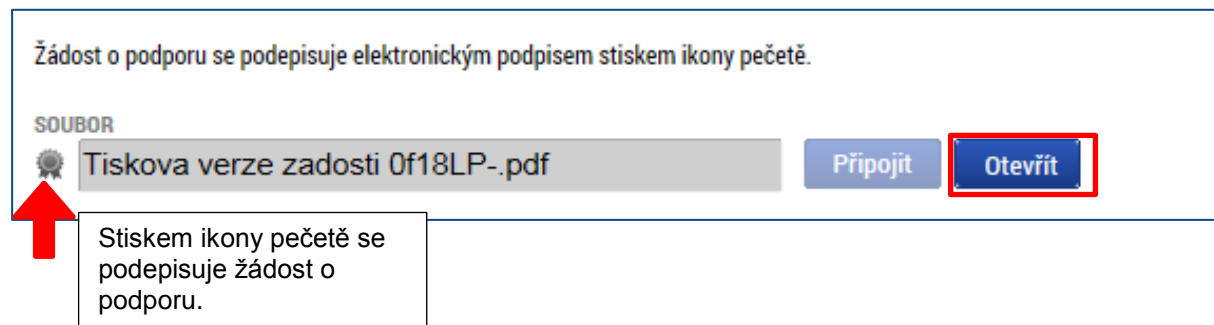 Žádost o podporu se podepisuje elektronickým podpisem stiskem ikony pečetě.
SOUBOR
Tiskova verze zadosti 0f18LP-.pdf Připojit Otevřít
Stiskem ikony pečetě se
podepisuje žádost o
podporu.